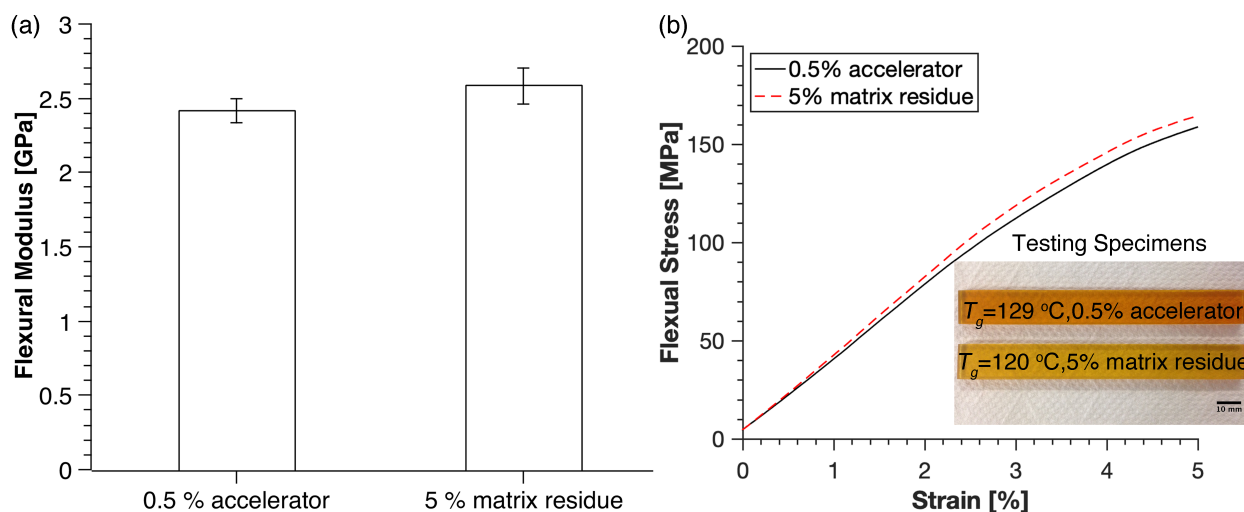 (a)
Flexural Modulus [GPa]
3
2.5
2
1.5
1
0.5
0
0.5 % accelerator
5 % matrix residue
(b)
Flexual Stress [MPa]
200
150
100
50
0
0.5% accelerator
5% matrix residue
Testing Specimens
Tg=129 °C,0.5% accelerator
Tg=120 °C,5% matrix residue
10 mm
0 1 2 3 4 5
Strain [%]